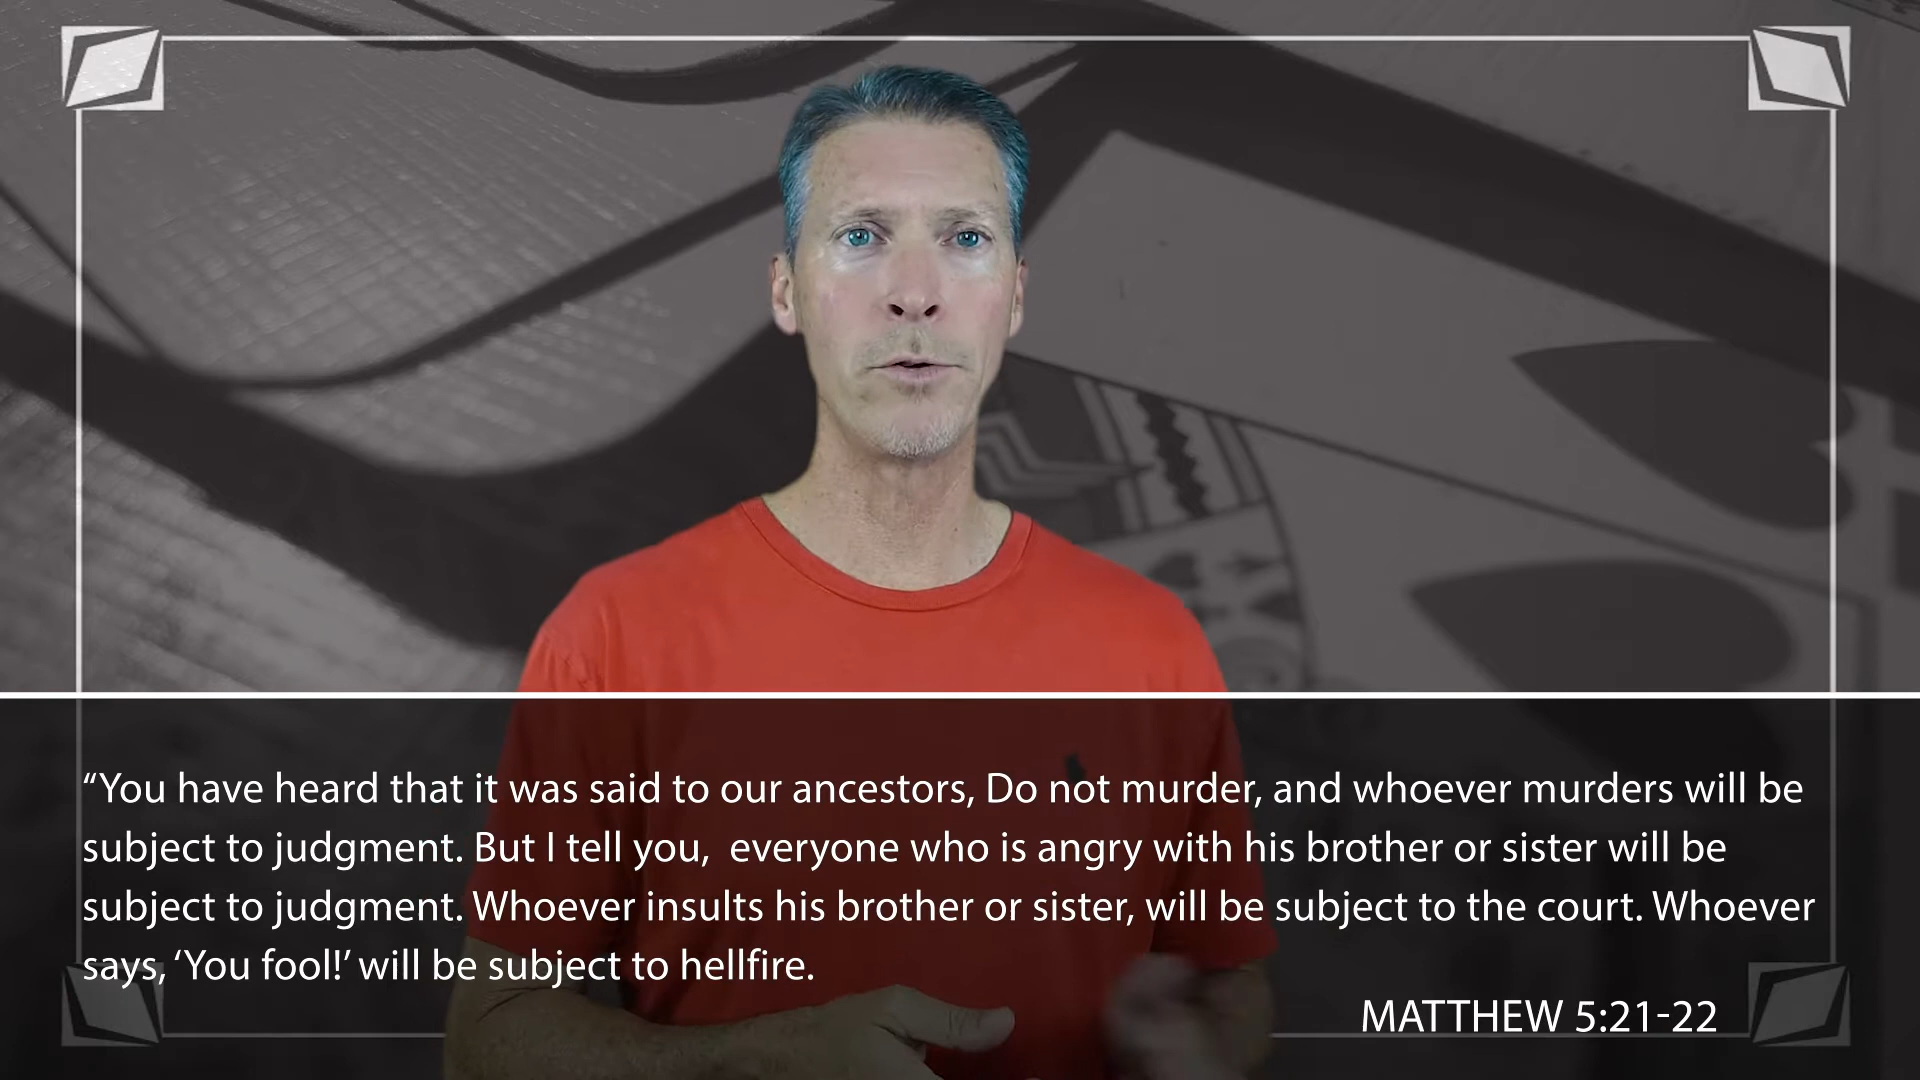 “You have heard that it was said to our ancestors, Do not murder, and whoever murders will be
subject to judgment. But I tell you,  everyone who is angry with his brother or sister will be
subject to judgment. Whoever insults his brother or sister, will be subject to the court. Whoever
says, ‘You fool!’ will be subject to hellfire.
MATTHEW 5:21-22